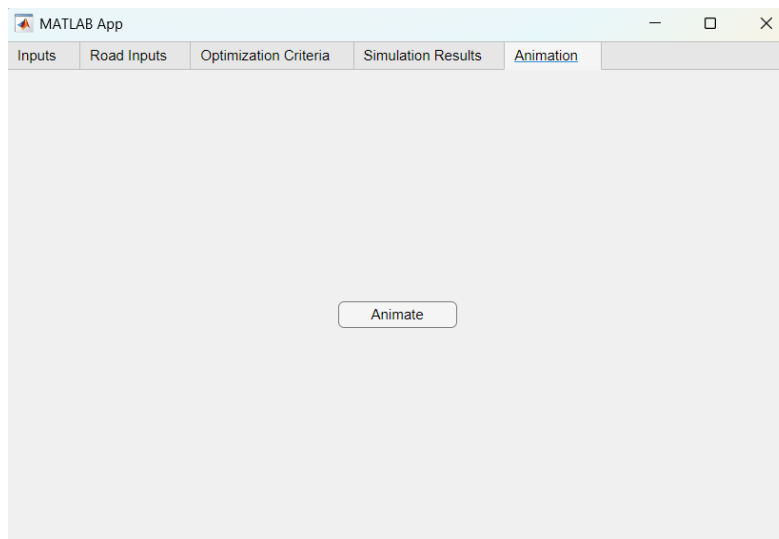 MATLAB App
Inputs Road Inputs Optimization Criteria Simulation Results Animation
Animate